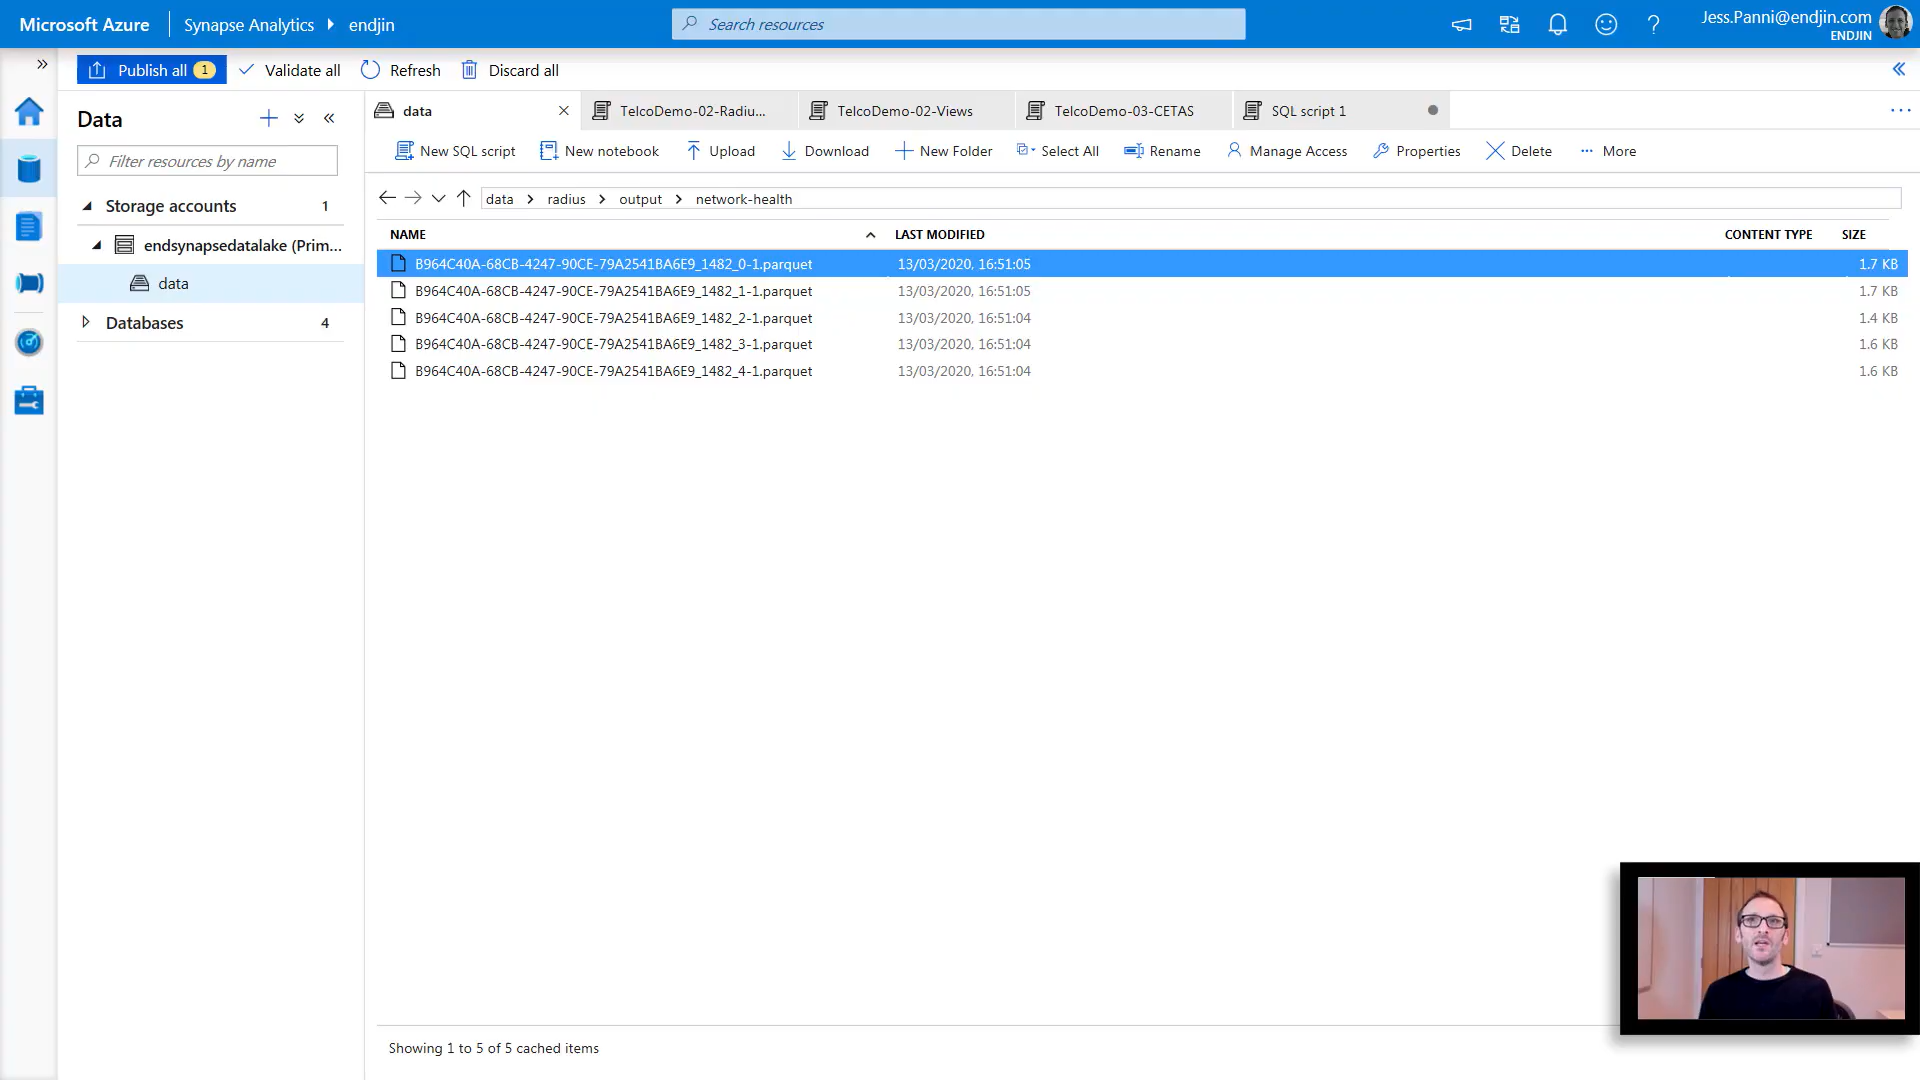 Microsoft Azure Synapse Analytics endjin Search resources Jess.Panni@endjin.com
ENDJIN
Publish all 1 Validate all Refresh Discard all
Data
Filter resources by name
Storage accounts 1
endsynapsedatalake (Prim...
data
Databases 4
data TelcoDemo-02-Radiu... TelcoDemo-02-Views TelcoDemo-03-CETAS SQL script 1
New SQL script New notebook Upload Download New Folder Select All Rename Manage Access Properties Delete More
data radius output network-health
NAME LAST MODIFIED CONTENT TYPE SIZE
B964C40A-68CB-4247-90CE-79A2541BA6E9_1482_0-1.parquet 13/03/2020, 16:51:05 1.7 KB
B964C40A-68CB-4247-90CE-79A2541BA6E9_1482_1-1.parquet 13/03/2020, 16:51:05 1.7 KB
B964C40A-68CB-4247-90CE-79A2541BA6E9_1482_2-1.parquet 13/03/2020, 16:51:04 1.4 KB
B964C40A-68CB-4247-90CE-79A2541BA6E9_1482_3-1.parquet 13/03/2020, 16:51:04 1.6 KB
B964C40A-68CB-4247-90CE-79A2541BA6E9_1482_4-1.parquet 13/03/2020, 16:51:04 1.6 KB
Showing 1 to 5 of 5 cached items